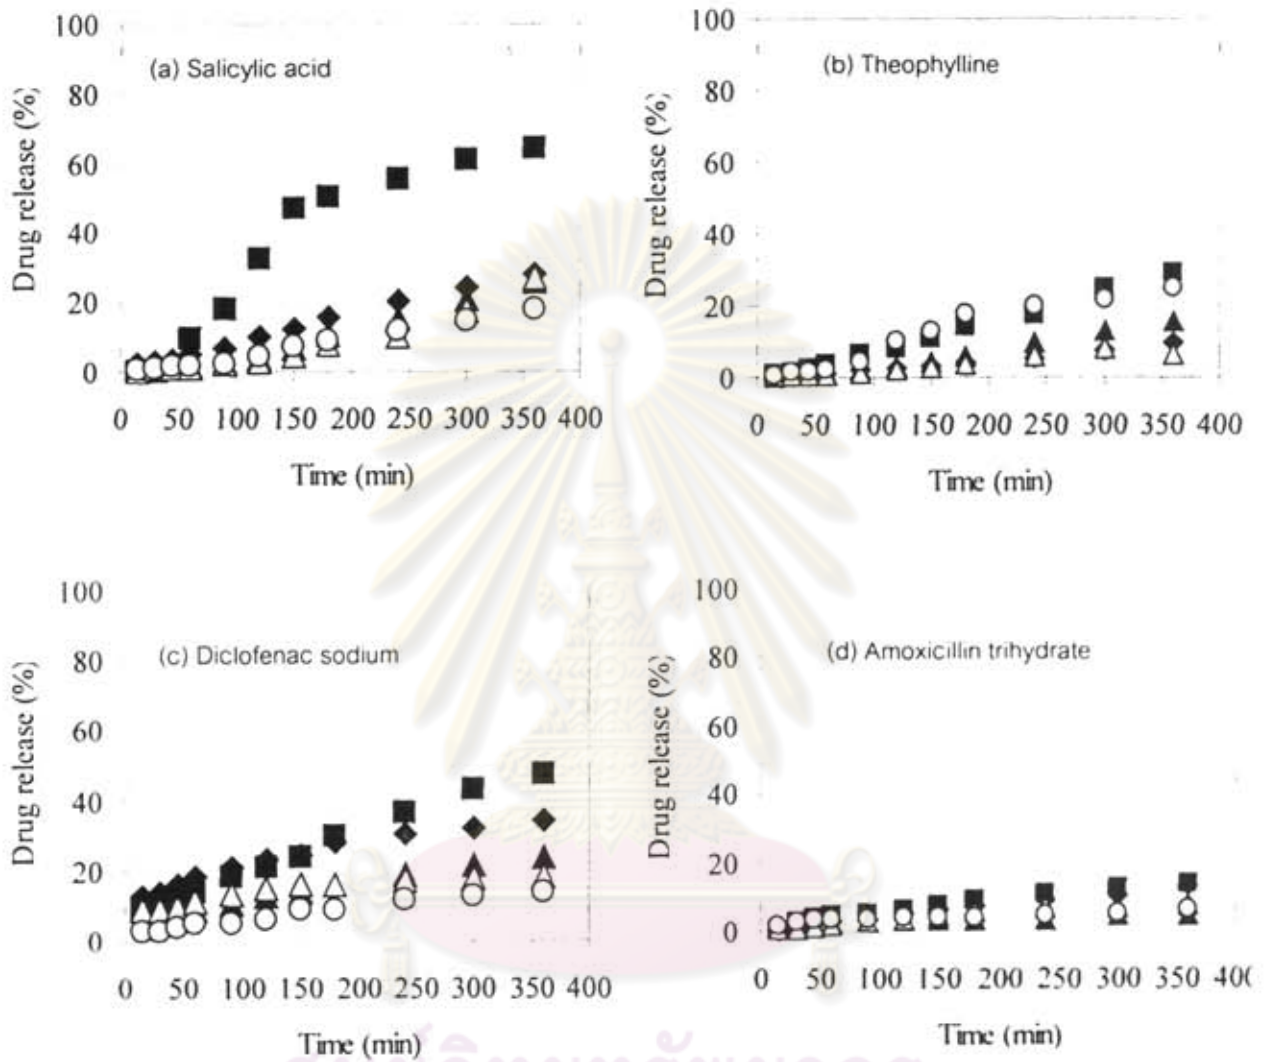 (a) Salicylic acid
Drug release (%)
100
80
60
40
20
0
0 50 100 150 200 250 300 350 400
Time (min)
(b) Theophylline
Drug release (%)
100
80
60
40
20
0
0 50 100 150 200 250 300 350 400
Time (min)
(c) Diclofenac sodium
Drug release (%)
100
80
60
40
20
0
0 50 100 150 200 250 300 350 400
Time (min)
(d) Amoxicillin trihydrate
Drug release (%)
100
80
60
40
20
0
0 50 100 150 200 250 300 350 400
Time (min)